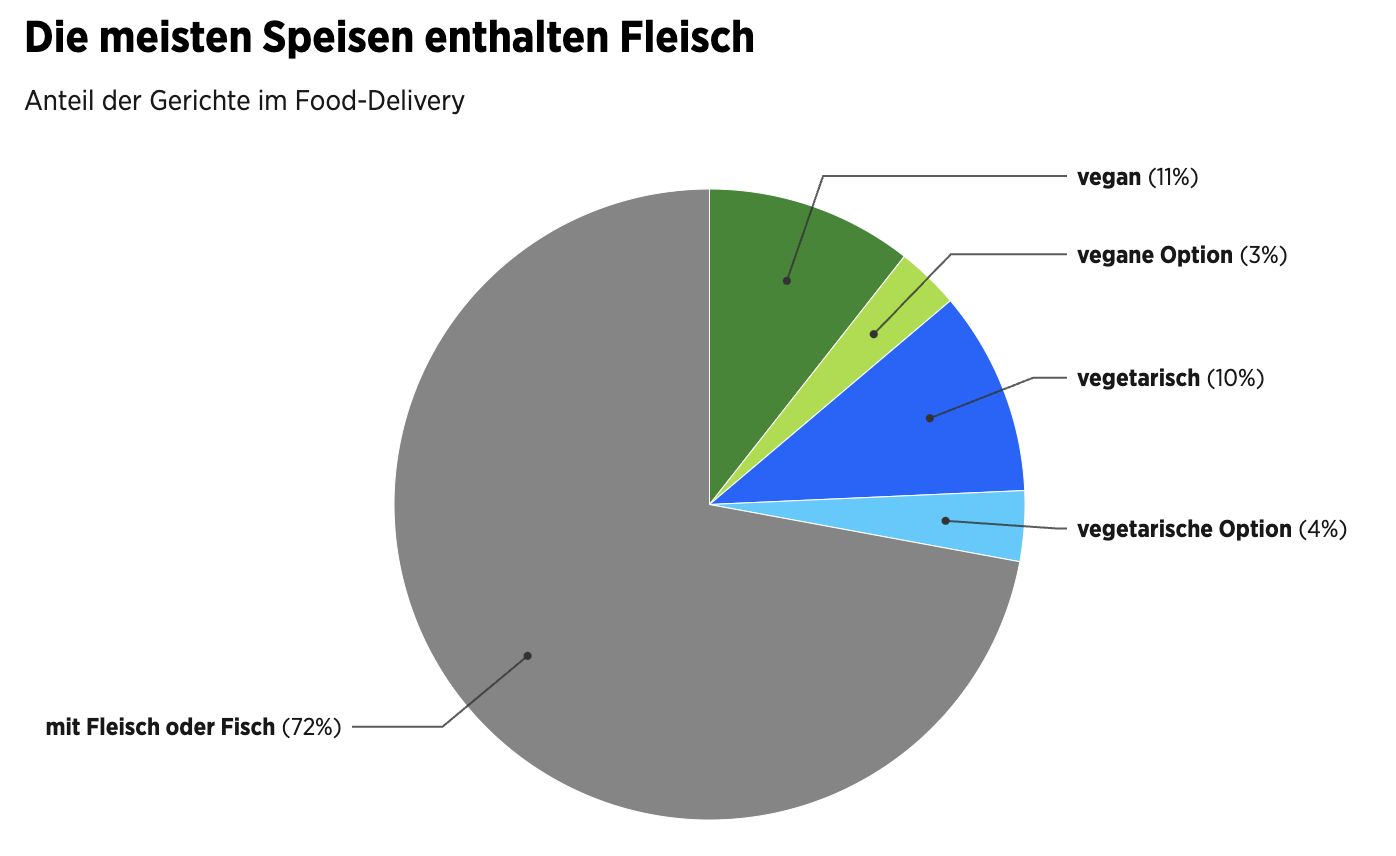 Die meisten Speisen enthalten Fleisch
Anteil der Gerichte im Food-Delivery
vegan (11%)
vegane Option (3%)
vegetarisch (10%)
vegetarische Option (4%)
mit Fleisch oder Fisch (72%)